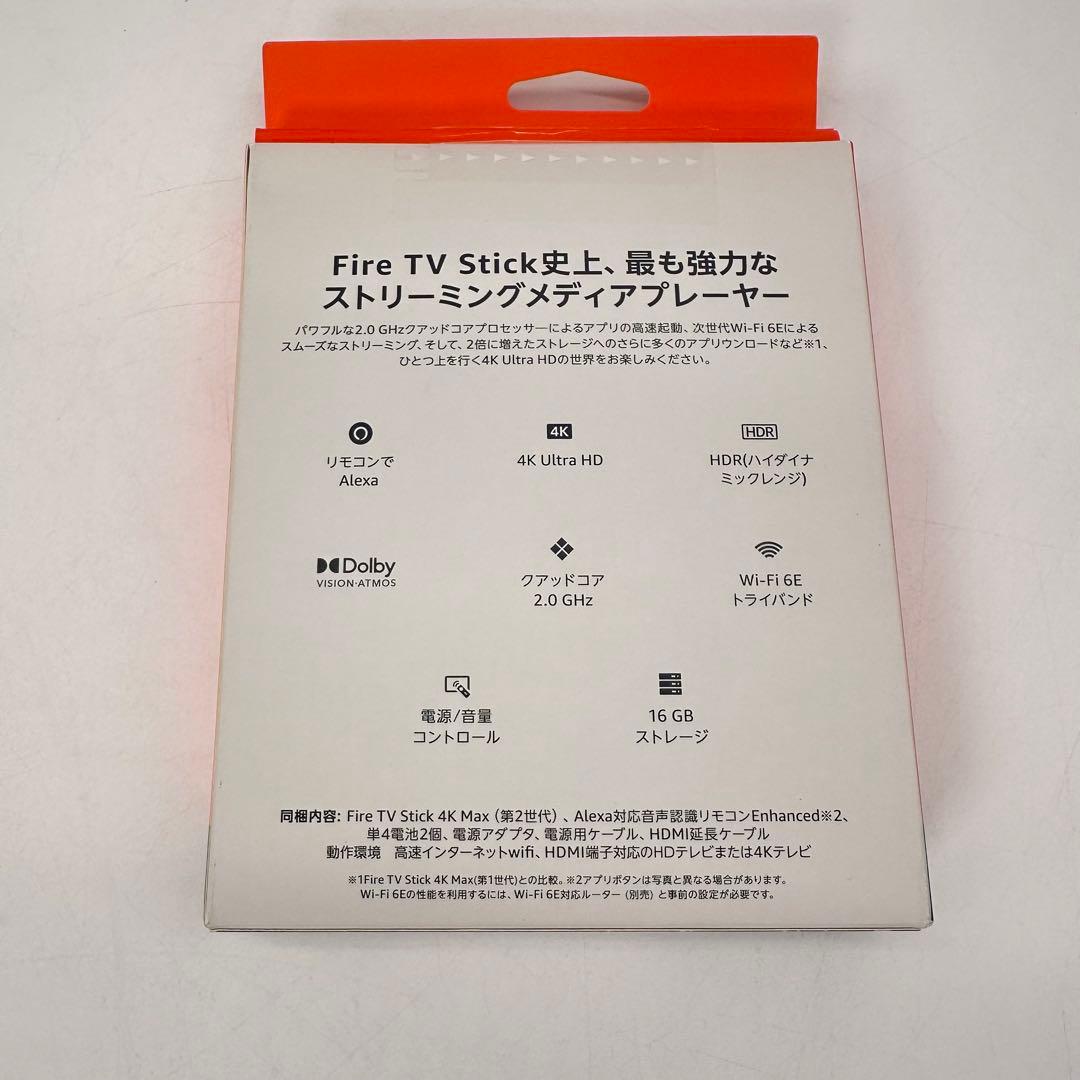 Fire TV Stick史上、最も強力な
ストリーミングメディアプレーヤー
パワフルな2.0 GHzクアッドコアプロセッサーによるアプリの高速起動、次世代Wi-Fi 6Eによる
スムーズなストリーミング、そして、2倍に増えたストレージへのさらに多くのアプリウンロードなど※1、
ひとつ上を行く4K Ultra HDの世界をお楽しみください。
リモコンで
Alexa
4K
4K Ultra HD
HDR
HDR(ハイダイナ
ミックレンジ)
Dolby
VISION·ATMOS
クアッドコア
2.0 GHz
Wi-Fi 6E
トライバンド
電源/音量
コントロール
16 GB
ストレージ
同梱内容: Fire TV Stick 4K Max（第2世代）、Alexa対応音声認識リモコンEnhanced※2、
単4電池2個、電源アダプタ、電源用ケーブル、HDMI延長ケーブル
動作環境　高速インターネットwifi、HDMI端子対応のHDテレビまたは4Kテレビ
※1Fire TV Stick 4K Max(第1世代)との比較。※2アプリボタンは写真と異なる場合があります。
Wi-Fi 6Eの性能を利用するには、Wi-Fi 6E対応ルーター（別売）と事前の設定が必要です。